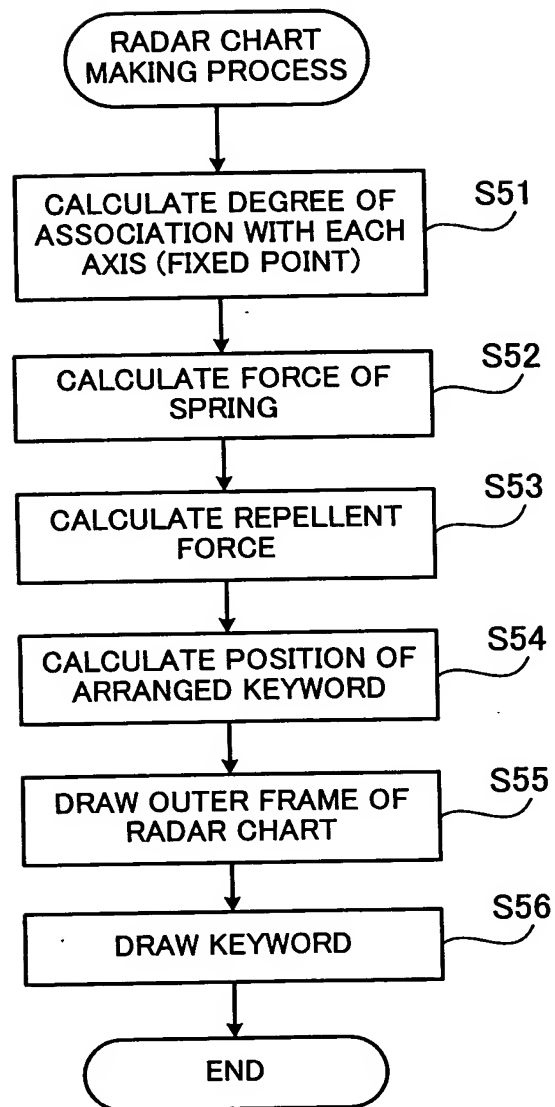 RADAR CHART
MAKING PROCESS
S51
CALCULATE DEGREE OF
ASSOCIATION WITH EACH
AXIS (FIXED POINT)
S52
CALCULATE FORCE OF
SPRING
S53
CALCULATE REPELLENT
FORCE
S54
CALCULATE POSITION OF
ARRANGED KEYWORD
S55
DRAW OUTER FRAME OF
RADAR CHART
S56
DRAW KEYWORD
END